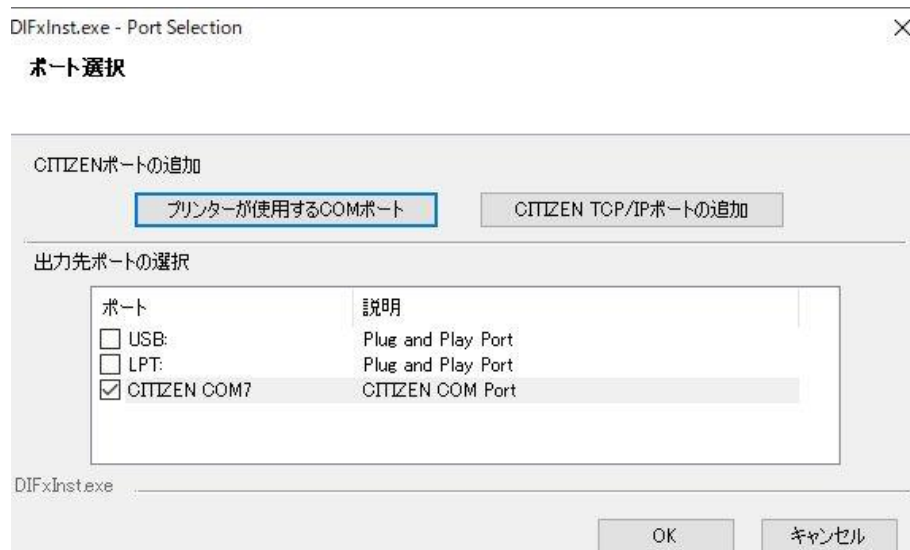 DIFxInst.exe - Port Selection
ポート選択
CITIZENポートの追加
プリンターが使用するCOMポート
CITIZEN TCP/IPポートの追加
出力先ポートの選択
ポート 説明
USB: Plug and Play Port
LPT: Plug and Play Port
CITIZEN COM7 CITIZEN COM Port
DIFxInst.exe
OK キャンセル